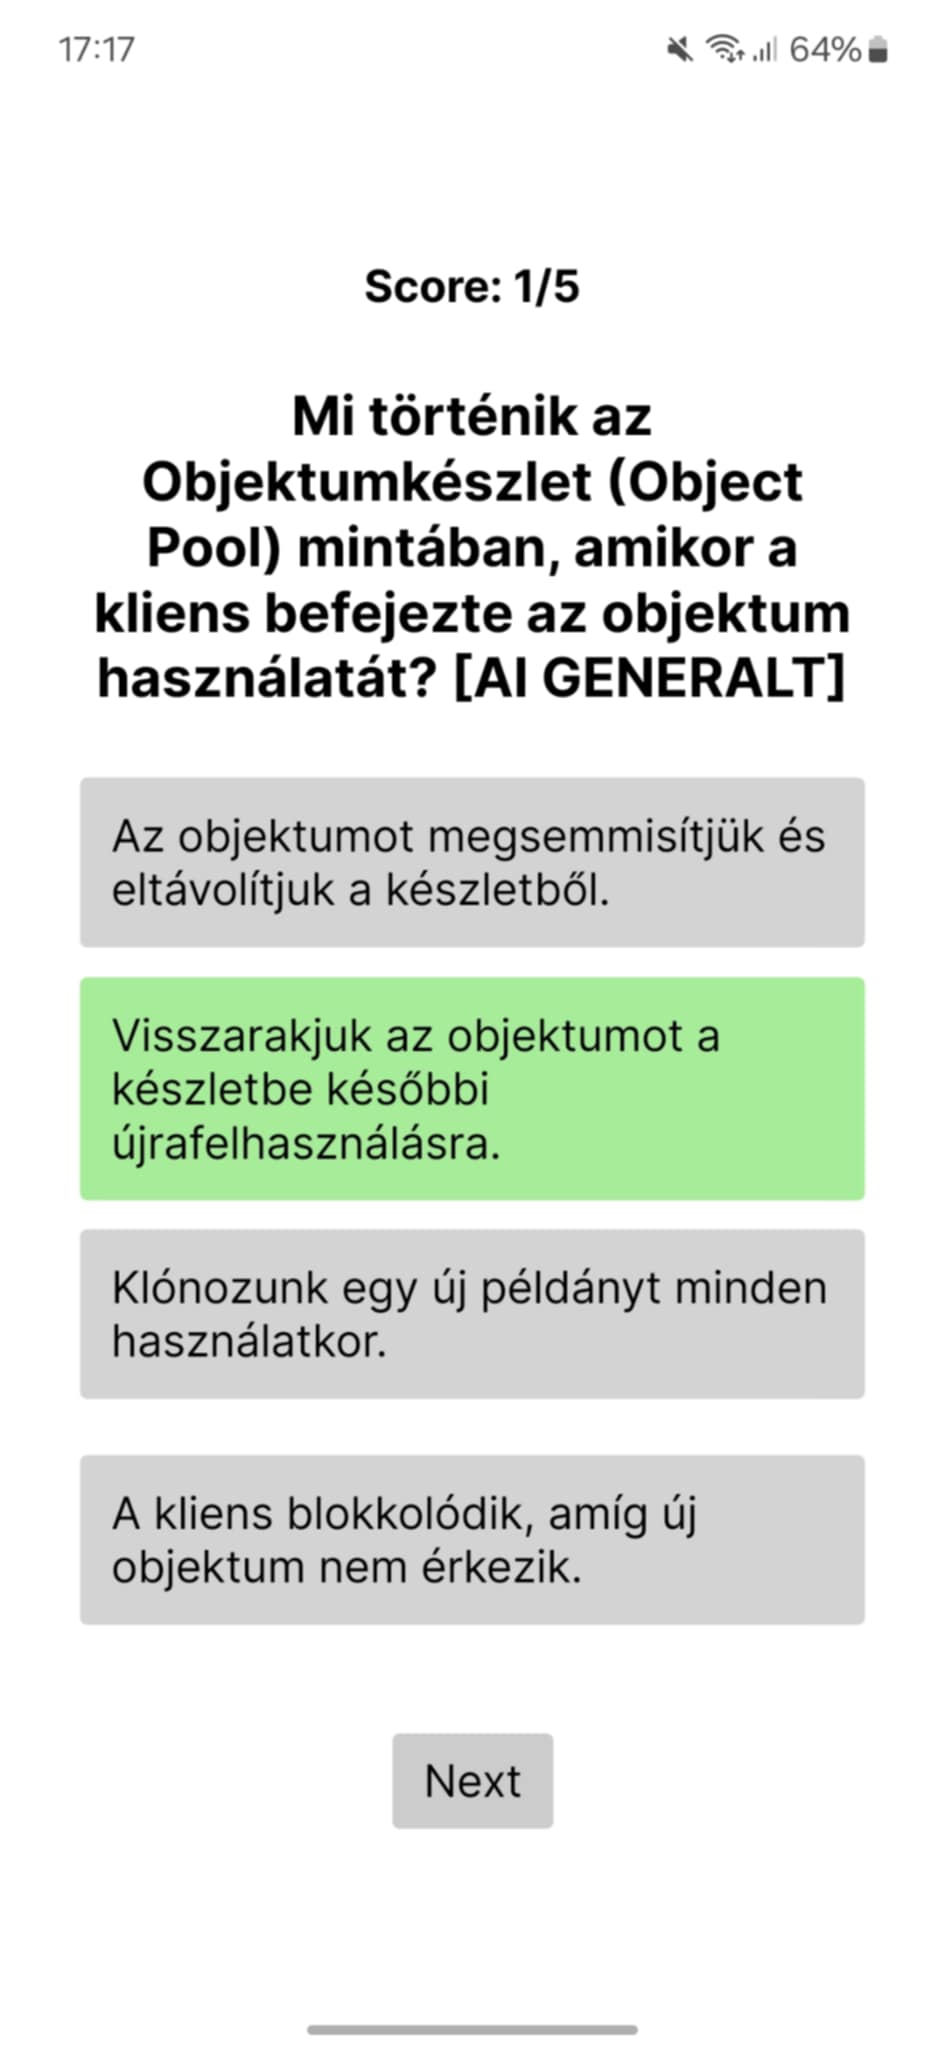 17:17
64%
Score: 1/5
Mi történik az
Objektumkészlet (Object
Pool) mintában, amikor a
kliens befejezte az objektum
használatát? [AI GENERALT]
Az objektumot megsemmisítjük és
eltávolítjuk a készletből.
Visszarakjuk az objektumot a
készletbe későbbi
újrafelhasználásra.
Klónozunk egy új példányt minden
használatkor.
A kliens blokkolódik, amíg új
objektum nem érkezik.
Next